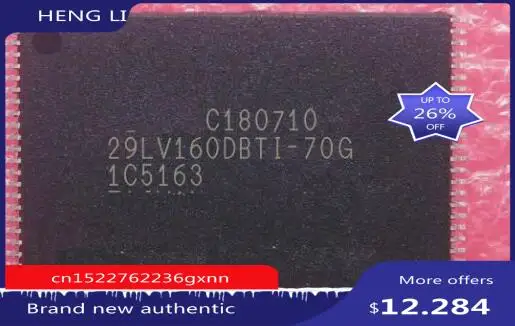 HENG LI
C180710
29LV160DBTI-70G
1C5163
UP TO
26%
OFF
cn1522762236gxnn
More offers
Brand new authentic
$12.284